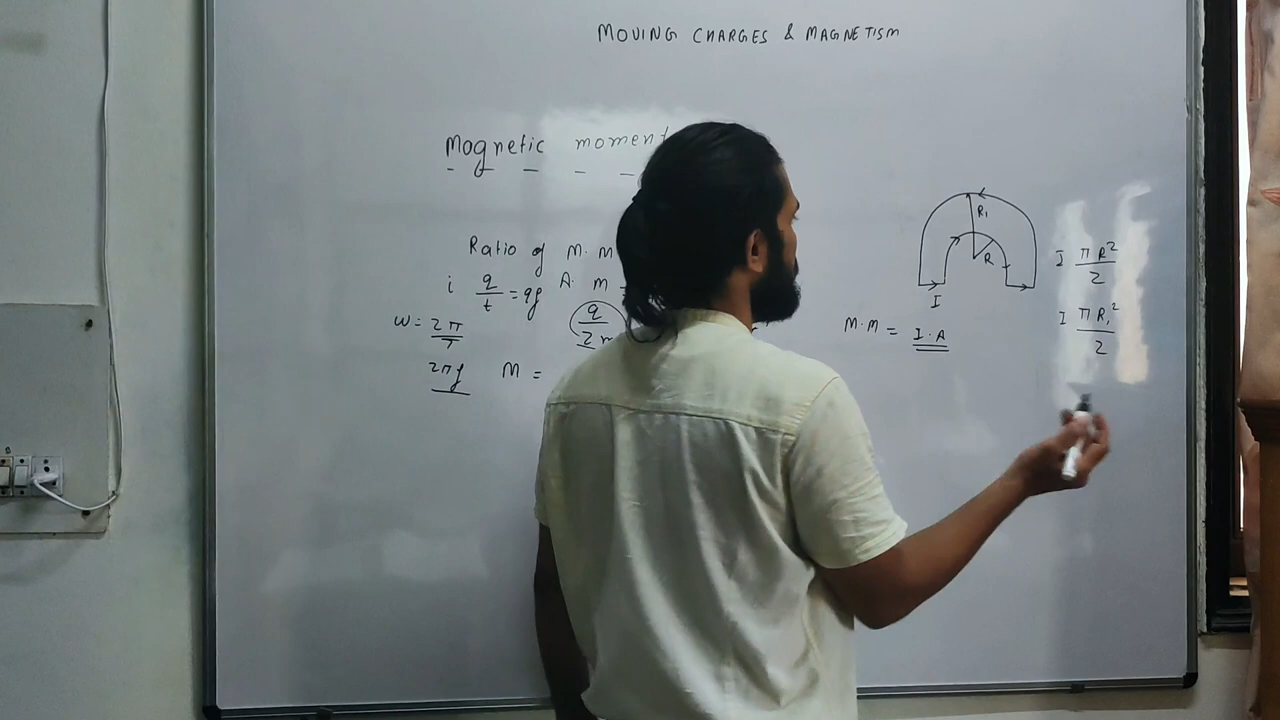 MOVING CHARGES & MAGNETISM
Magnetic moment
Ratio of M.M
i q/t = qf A. m
ω = 2π/T
q/2m
2πf M =
R₁
R
I
M.M = I.A
I πR²/2
I πR₁²/2